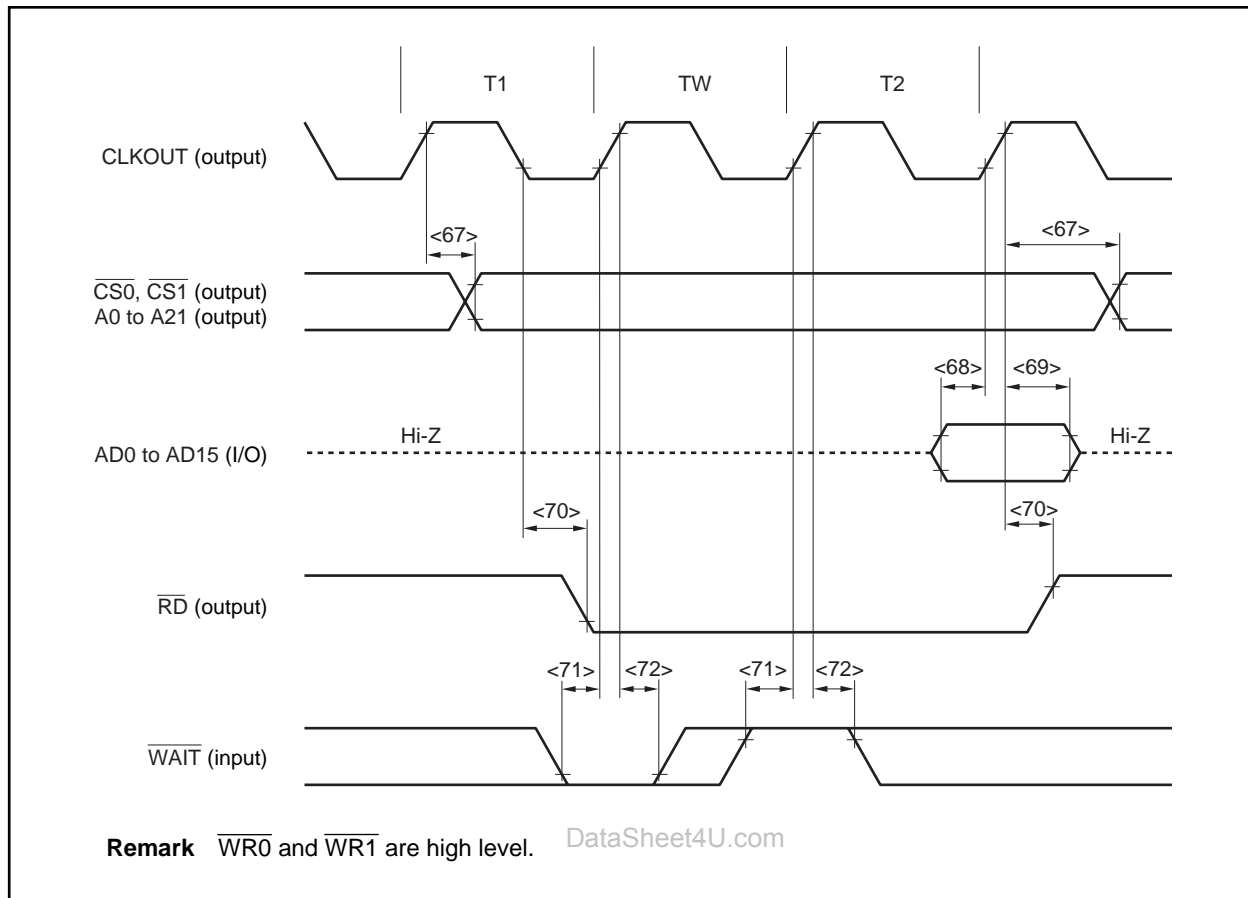 T1 TW T2
CLKOUT (output)
<67> <67>
CS0, CS1 (output)
A0 to A21 (output)
<68> <69>
Hi-Z Hi-Z
AD0 to AD15 (I/O)
<70> <70>
RD (output)
<71> <72> <71> <72>
WAIT (input)
Remark WR0 and WR1 are high level.
DataSheet4U.com